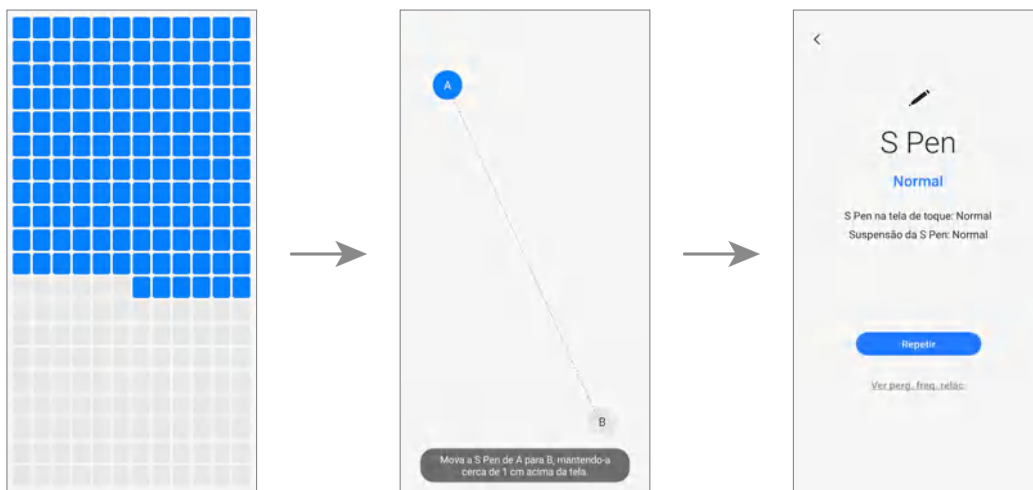 A
B
Mova a S Pen de A para B, mantendo-a
cerca de 1 cm acima da tela.
S Pen
Normal
S Pen na tela de toque: Normal
Suspensão da S Pen: Normal
Repetir
Ver perg. freq. relac.